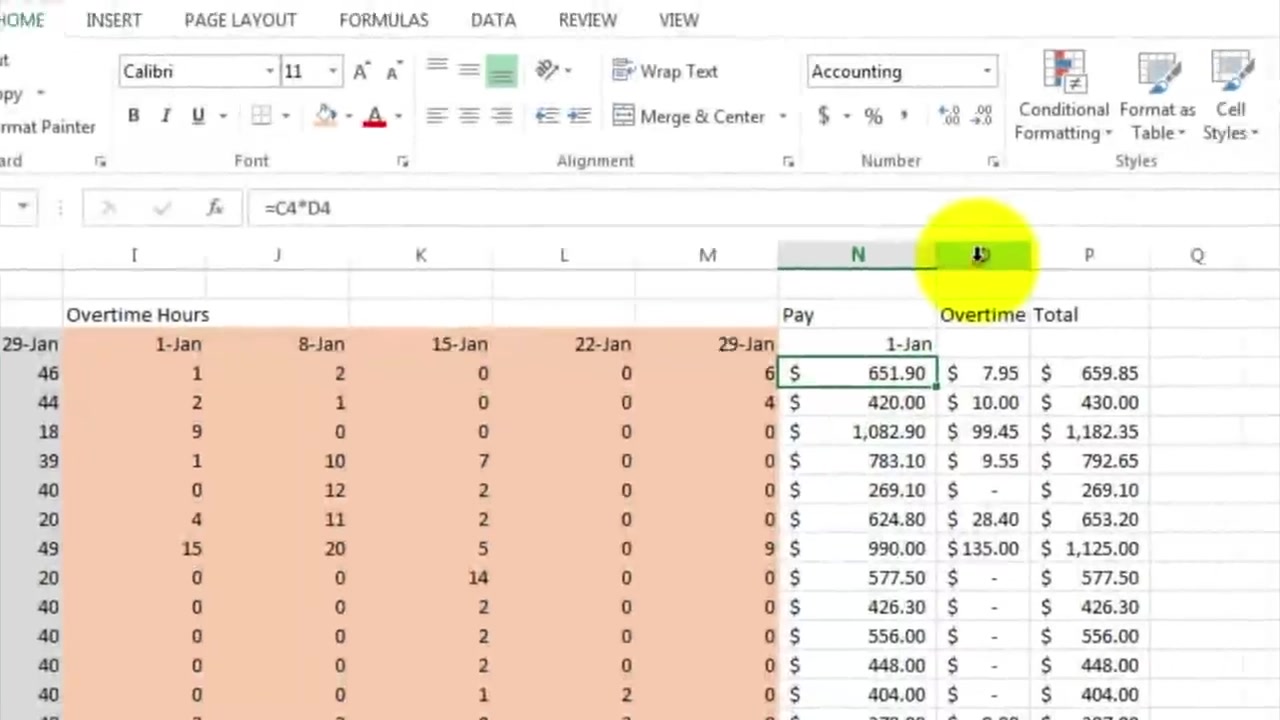 HOME INSERT PAGE LAYOUT FORMULAS DATA REVIEW VIEW
Calibri 11 A A Wrap Text Accounting
B I U A Merge & Center $ % , .00 .0 Conditional Formatting Format as Table Cell Styles
Font Alignment Number Styles
fx =C4*D4
I J K L M N P Q
Overtime Hours Pay Overtime Total
29-Jan 1-Jan 8-Jan 15-Jan 22-Jan 29-Jan 1-Jan
46 1 2 0 0 6 $ 651.90 $ 7.95 $ 659.85
44 2 1 0 0 4 $ 420.00 $ 10.00 $ 430.00
18 9 0 0 0 0 $ 1,082.90 $ 99.45 $ 1,182.35
39 1 10 7 0 0 $ 783.10 $ 9.55 $ 792.65
40 0 12 2 0 0 $ 269.10 $ - $ 269.10
20 4 11 2 0 0 $ 624.80 $ 28.40 $ 653.20
49 15 20 5 0 9 $ 990.00 $ 135.00 $ 1,125.00
20 0 0 14 0 0 $ 577.50 $ - $ 577.50
40 0 0 2 0 0 $ 426.30 $ - $ 426.30
40 0 0 2 0 0 $ 556.00 $ - $ 556.00
40 0 0 2 0 0 $ 448.00 $ - $ 448.00
40 0 0 1 2 0 $ 404.00 $ - $ 404.00